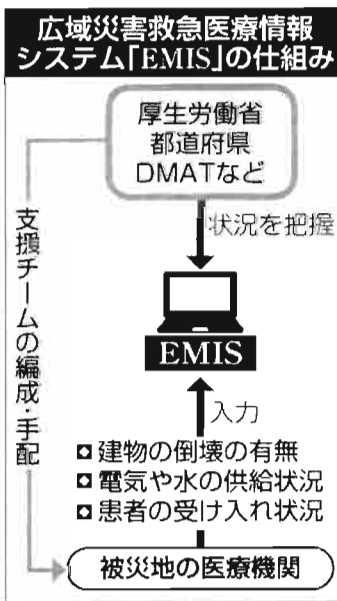 広域災害救急医療情報
システム「EMIS」の仕組み
厚生労働省
都道府県
DMATなど
状況を把握
支援チームの編成・手配
EMIS
入力
建物の倒壊の有無
電気や水の供給状況
患者の受け入れ状況
被災地の医療機関